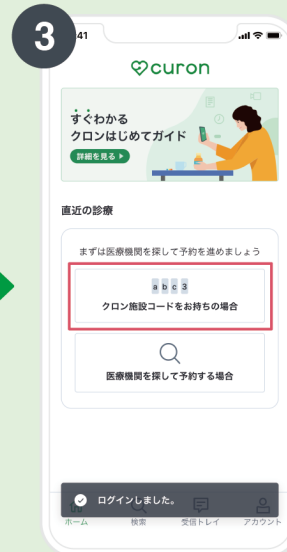 3
41
curon
すぐわかる
クロンはじめてガイド
詳細を見る
直近の診療
まずは医療機関を探して予約を進めましょう
a b c 3
クロン施設コードをお持ちの場合
医療機関を探して予約する場合
ログインしました。
ホーム 検索 受信トレイ アカウント